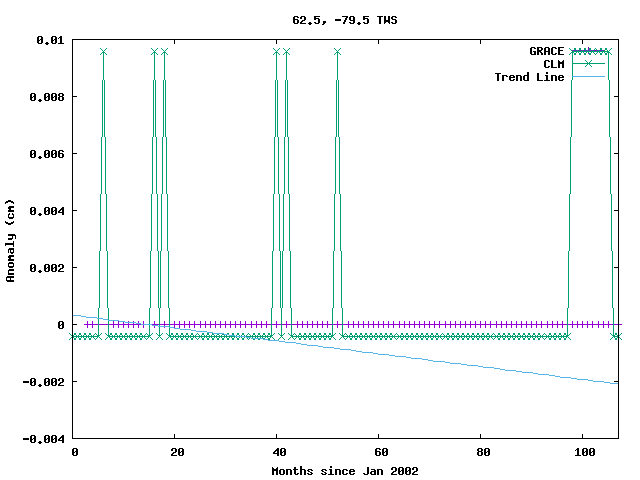 62.5, -79.5 TWS
0.01
0.008
0.006
0.004
0.002
0
-0.002
-0.004
Anomaly (cm)
GRACE
CLM
Trend Line
0 20 40 60 80 100
Months since Jan 2002